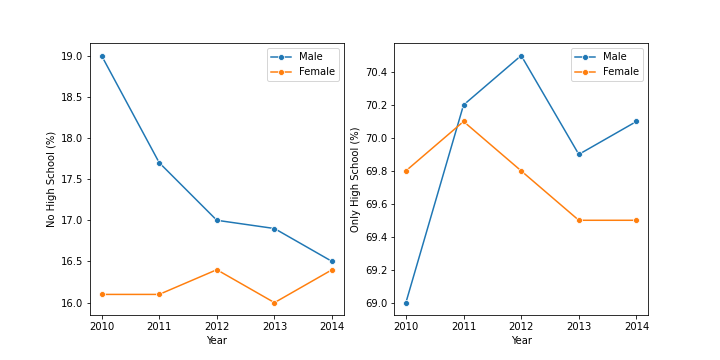 No High School (%)
19.0
18.5
18.0
17.5
17.0
16.5
16.0
2010 2011 2012 2013 2014
Year
Male
Female
Only High School (%)
70.4
70.2
70.0
69.8
69.6
69.4
69.2
69.0
2010 2011 2012 2013 2014
Year
Male
Female